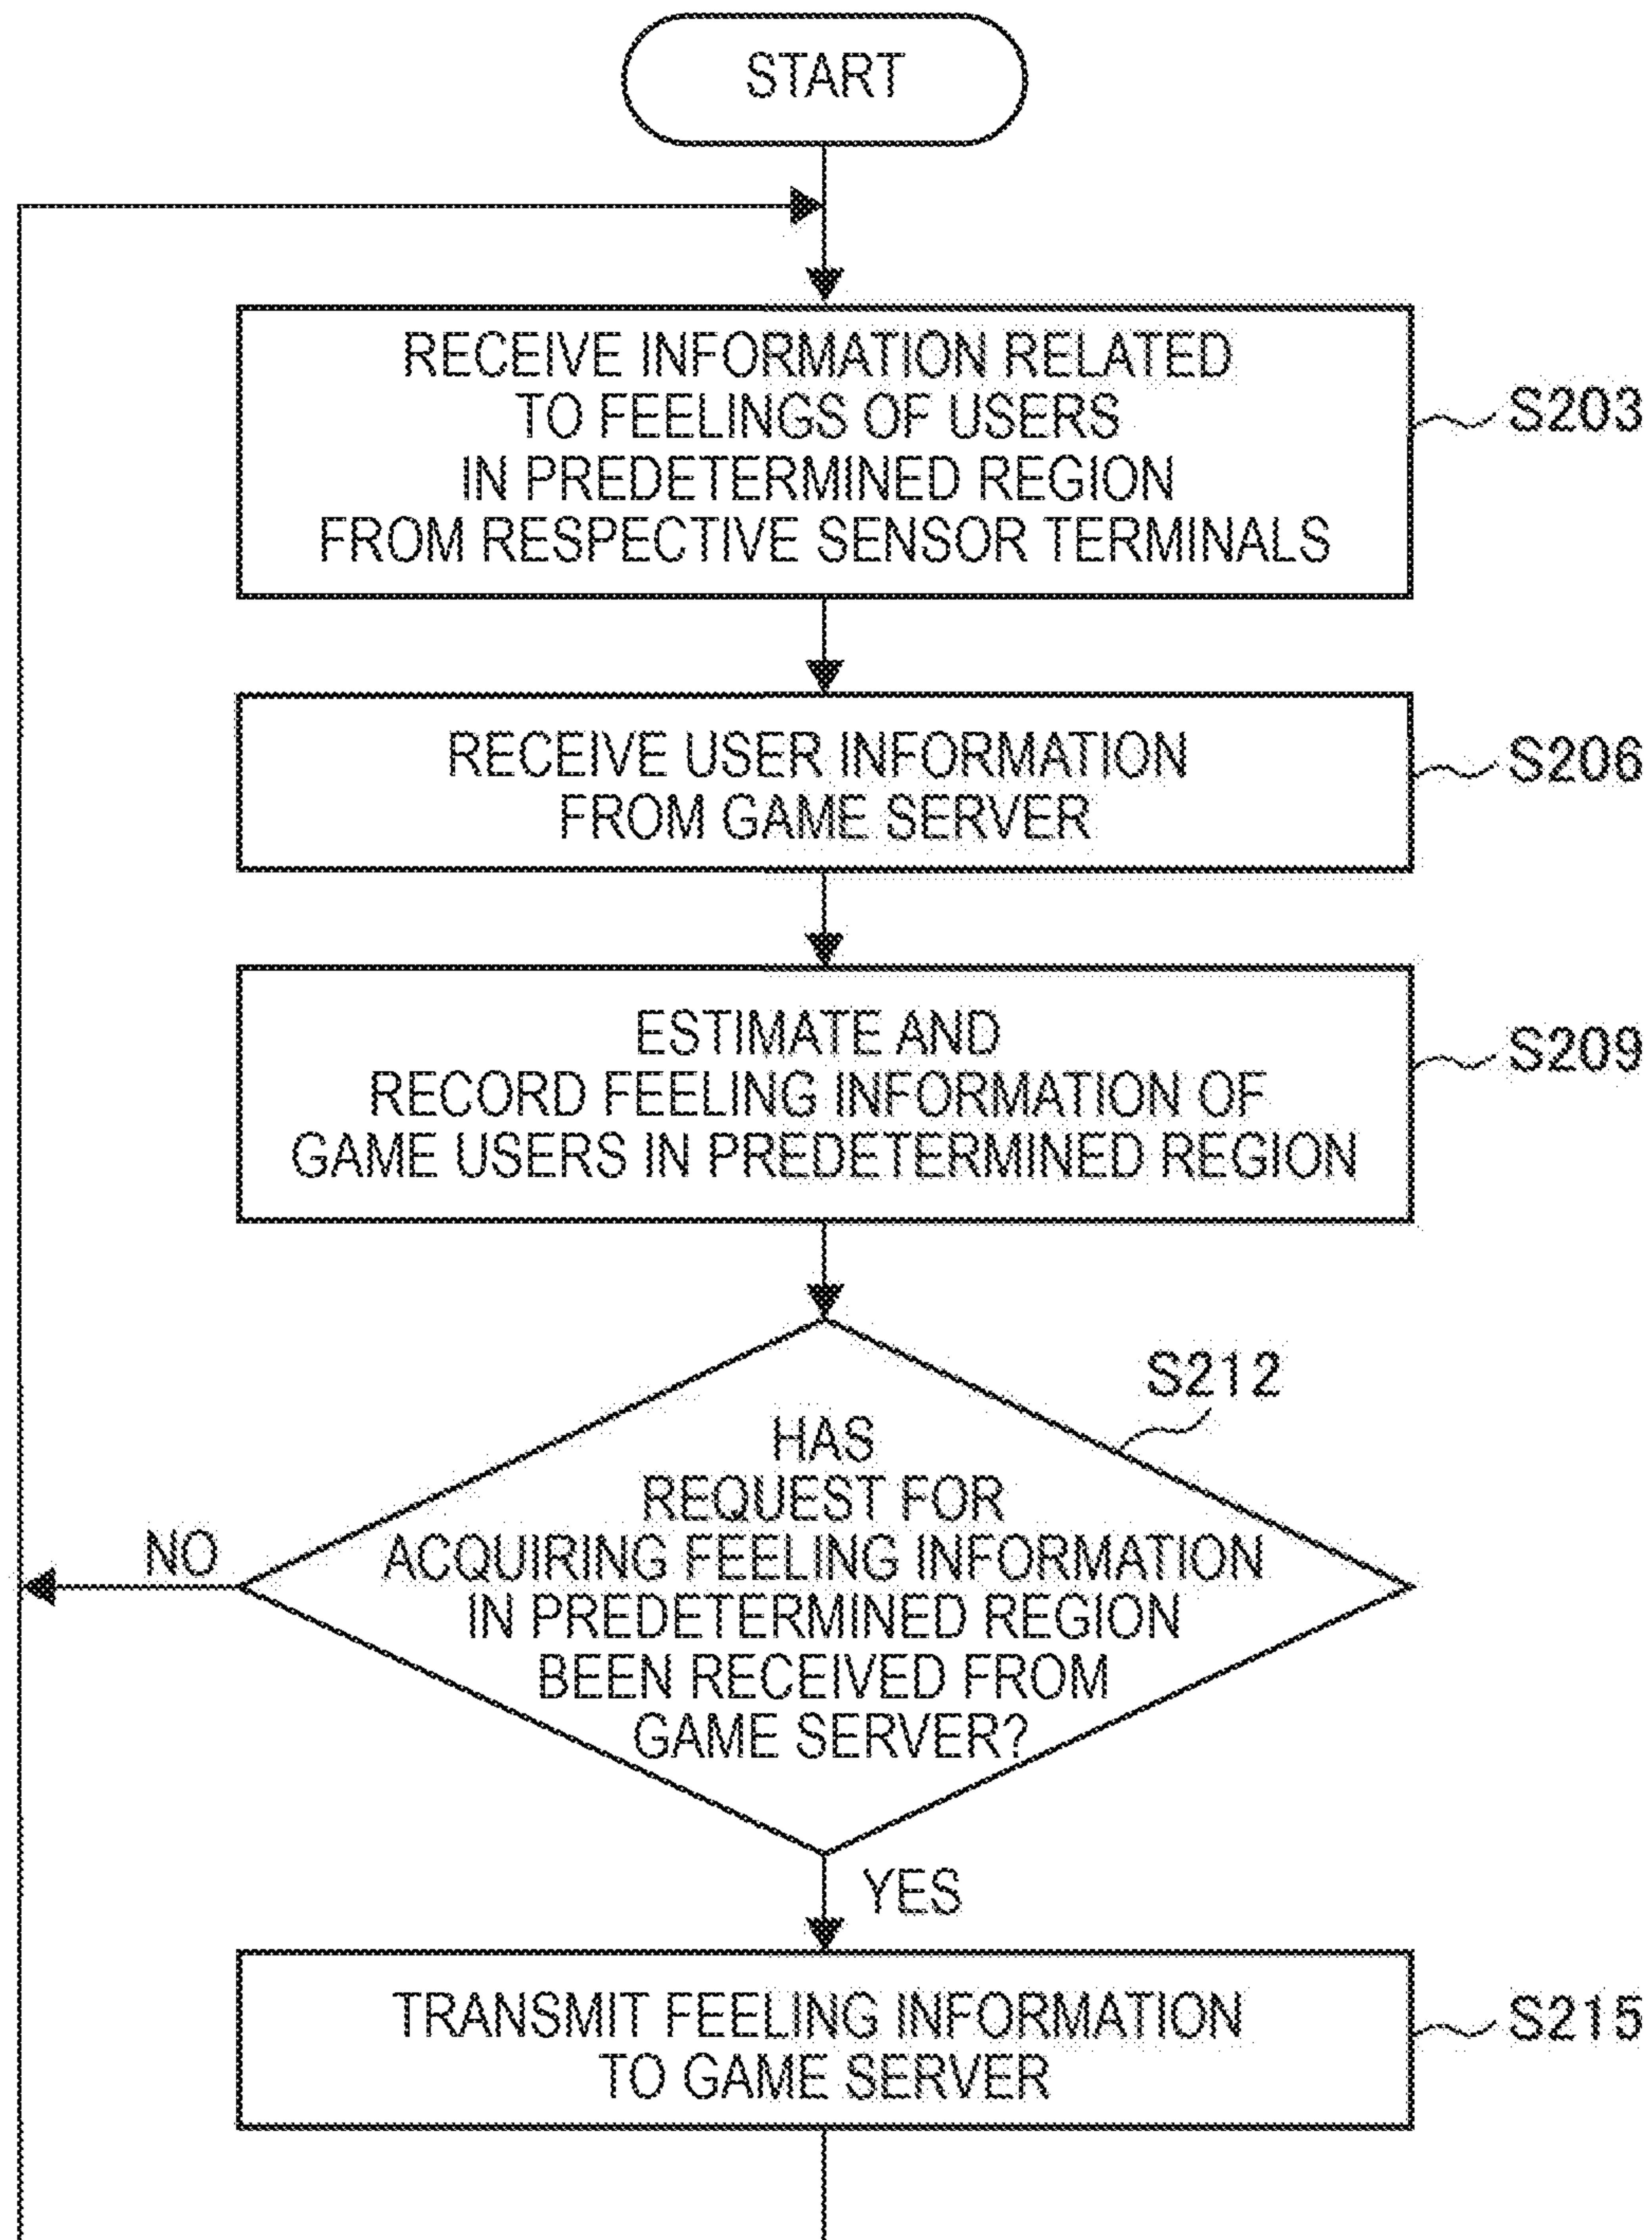 START
RECEIVE INFORMATION RELATED
TO FEELINGS OF USERS
IN PREDETERMINED REGION
FROM RESPECTIVE SENSOR TERMINALS
S203
RECEIVE USER INFORMATION
FROM GAME SERVER
S206
ESTIMATE AND
RECORD FEELING INFORMATION OF
GAME USERS IN PREDETERMINED REGION
S209
S212
HAS
REQUEST FOR
ACQUIRING FEELING INFORMATION
IN PREDETERMINED REGION
BEEN RECEIVED FROM
GAME SERVER?
NO
YES
TRANSMIT FEELING INFORMATION
TO GAME SERVER
S215